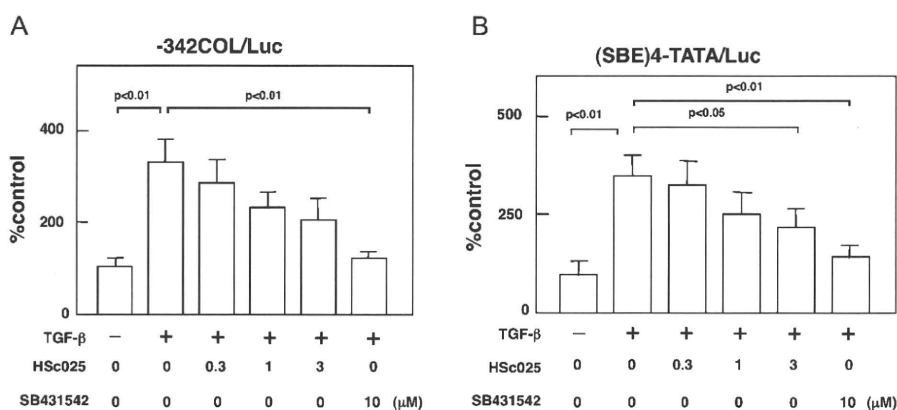 A
-342COL/Luc
p<0.01
p<0.01
400
200
0
%control
TGF-β − + + + + +
HSc025 0 0 0.3 1 3 0
SB431542 0 0 0 0 0 10 (μM)
B
(SBE)4-TATA/Luc
p<0.01
p<0.01
p<0.05
500
250
0
%control
TGF-β − + + + + +
HSc025 0 0 0.3 1 3 0
SB431542 0 0 0 0 0 10 (μM)